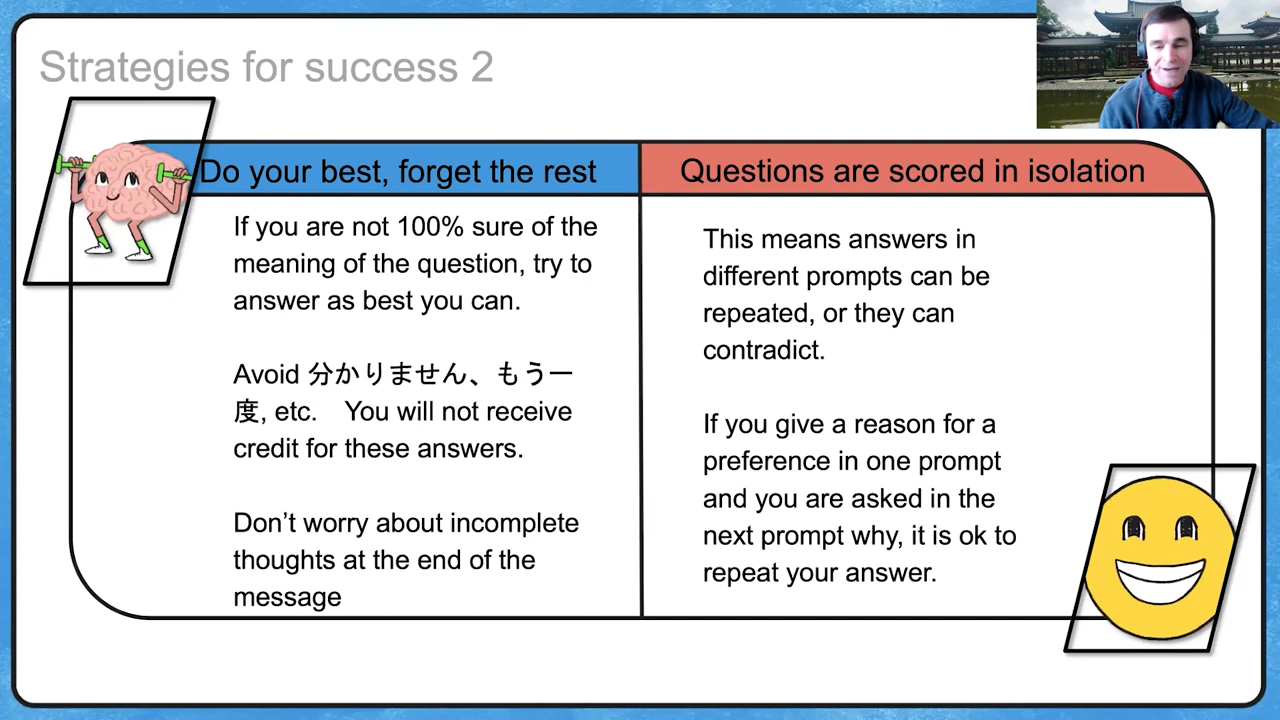 Strategies for success 2
Do your best, forget the rest
If you are not 100% sure of the
meaning of the question, try to
answer as best you can.
Avoid 分かりません、もう一
度, etc.　You will not receive
credit for these answers.
Don’t worry about incomplete
thoughts at the end of the
message
Questions are scored in isolation
This means answers in
different prompts can be
repeated, or they can
contradict.
If you give a reason for a
preference in one prompt
and you are asked in the
next prompt why, it is ok to
repeat your answer.